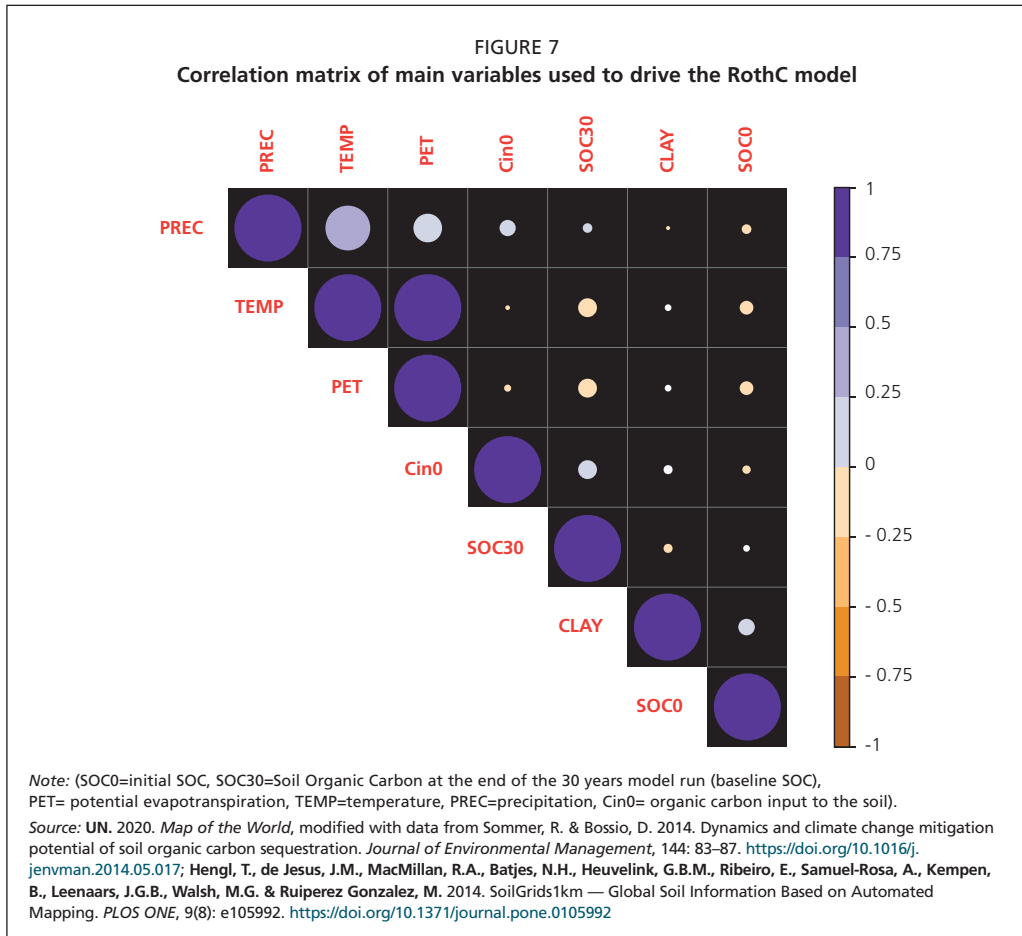 FIGURE 7
Correlation matrix of main variables used to drive the RothC model
PREC TEMP PET Cin0 SOC30 CLAY SOC0
PREC
TEMP
PET
Cin0
SOC30
CLAY
SOC0
1
0.75
0.5
0.25
0
- 0.25
- 0.5
- 0.75
-1
Note: (SOC0=initial SOC, SOC30=Soil Organic Carbon at the end of the 30 years model run (baseline SOC),
PET= potential evapotranspiration, TEMP=temperature, PREC=precipitation, Cin0= organic carbon input to the soil).
Source: UN. 2020. Map of the World, modified with data from Sommer, R. & Bossio, D. 2014. Dynamics and climate change mitigation
potential of soil organic carbon sequestration. Journal of Environmental Management, 144: 83–87. https://doi.org/10.1016/j.
jenvman.2014.05.017; Hengl, T., de Jesus, J.M., MacMillan, R.A., Batjes, N.H., Heuvelink, G.B.M., Ribeiro, E., Samuel-Rosa, A., Kempen,
B., Leenaars, J.G.B., Walsh, M.G. & Ruiperez Gonzalez, M. 2014. SoilGrids1km — Global Soil Information Based on Automated
Mapping. PLOS ONE, 9(8): e105992. https://doi.org/10.1371/journal.pone.0105992